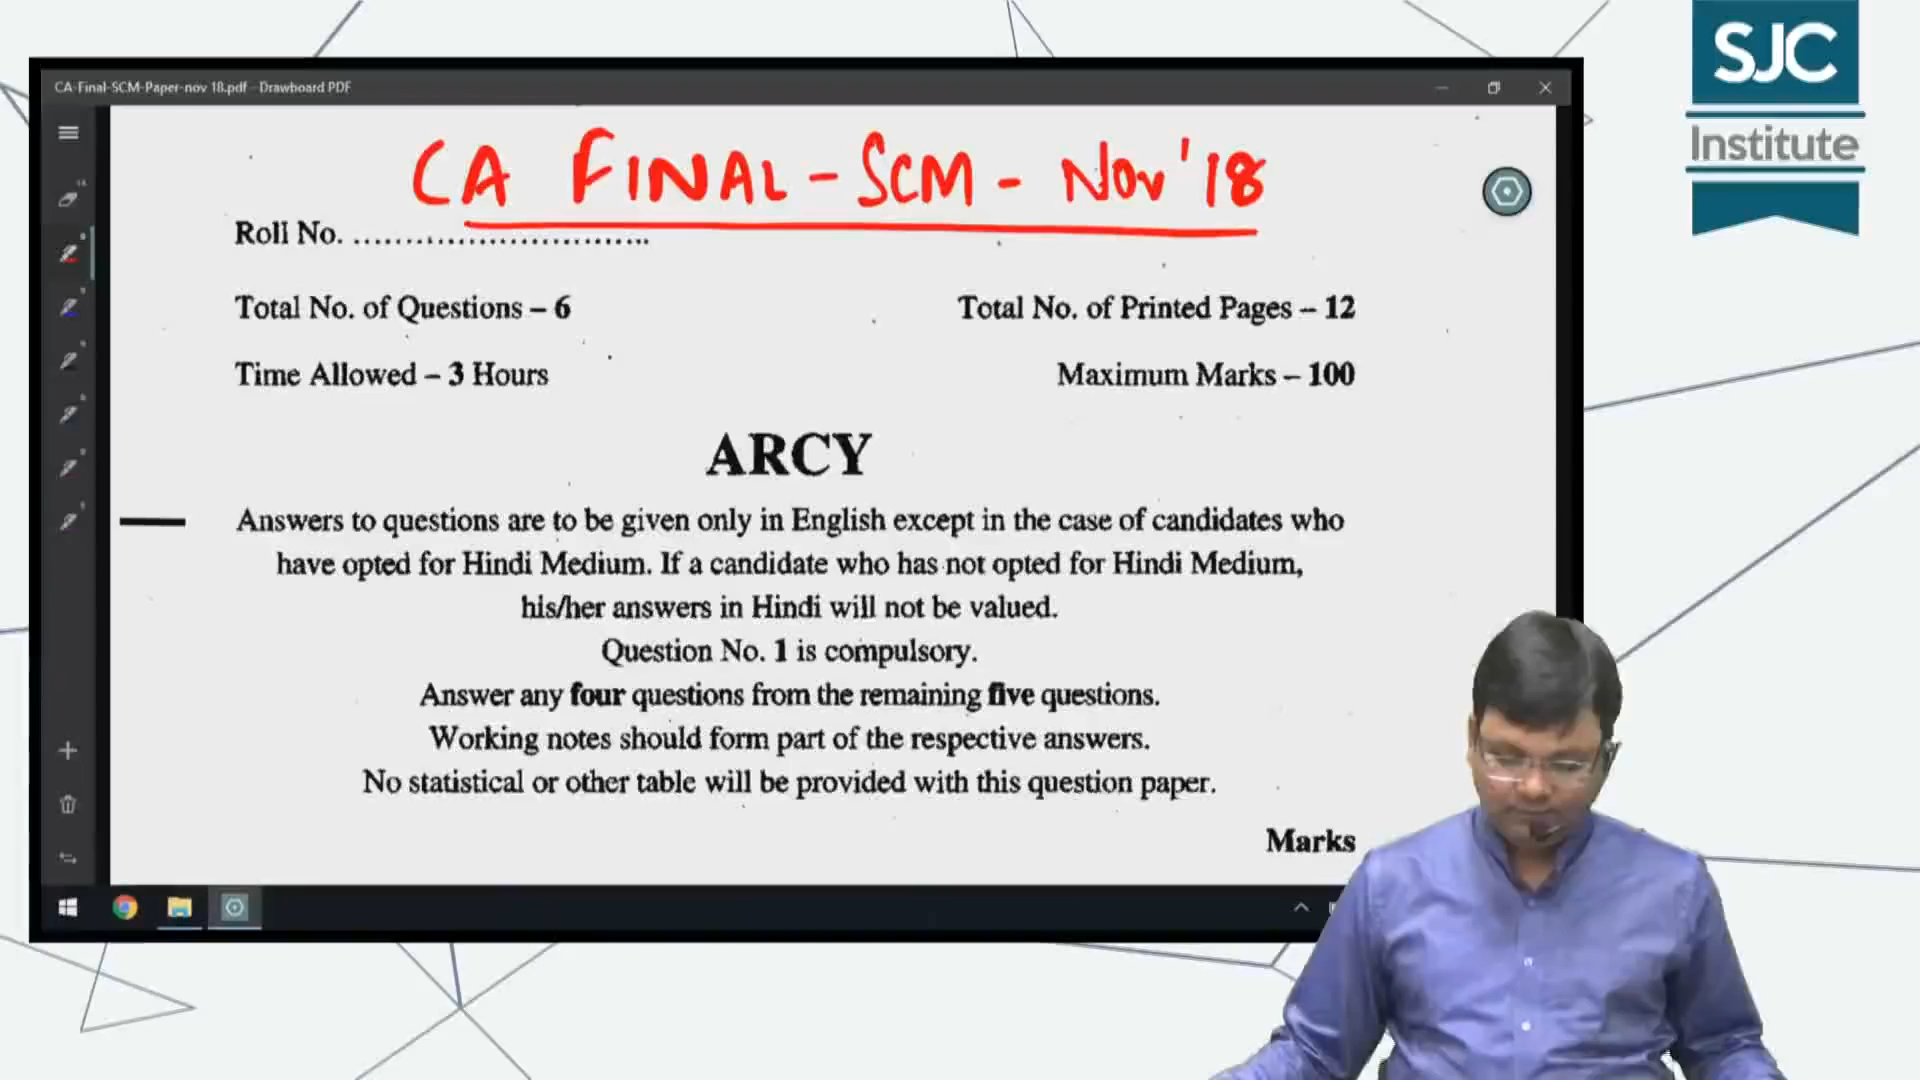 CA-Final-SCM-Paper-nov 18.pdf - Drawboard PDF
SJC
Institute
CA FINAL - SCM - Nov '18
Roll No. ..............................
Total No. of Questions – 6
Total No. of Printed Pages – 12
Time Allowed – 3 Hours
Maximum Marks – 100
ARCY
Answers to questions are to be given only in English except in the case of candidates who
have opted for Hindi Medium. If a candidate who has not opted for Hindi Medium,
his/her answers in Hindi will not be valued.
Question No. 1 is compulsory.
Answer any four questions from the remaining five questions.
Working notes should form part of the respective answers.
No statistical or other table will be provided with this question paper.
Marks